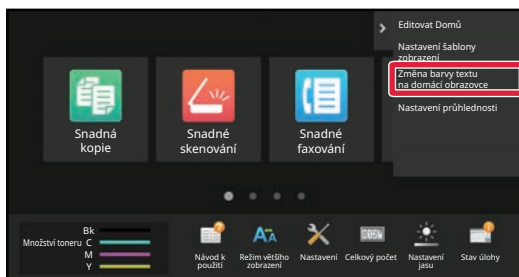 Editovat Domů
Nastavení šablony
zobrazení
Změna barvy textu
na domácí obrazovce
Nastavení průhlednosti
Snadná
kopie
Snadné
skenování
Snadné
faxování
Množství toneru
Bk
C
M
Y
Návod k
použití
Režim většího
zobrazení
Nastavení
Celkový počet
Nastavení
jasu
Stav úlohy